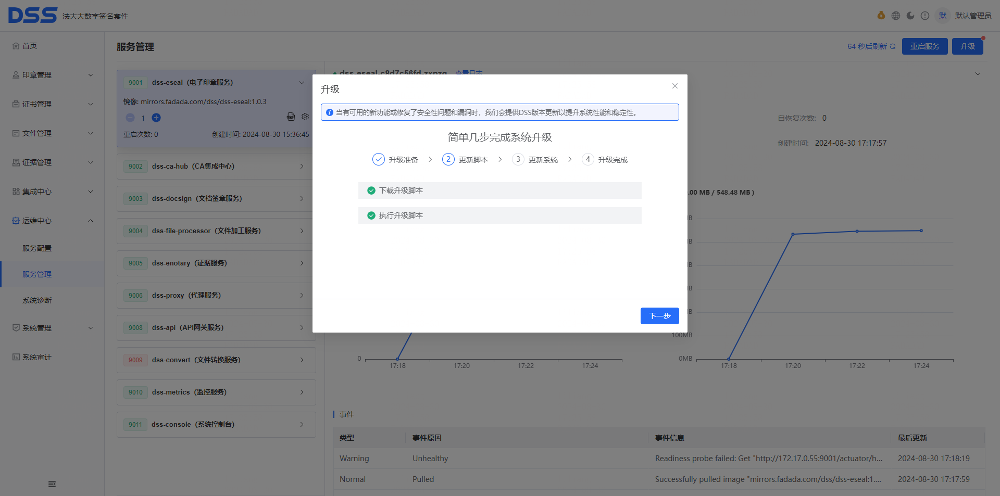 DSS 法大大数字签名套件
默 默认管理员
首页
印章管理
证书管理
文件管理
证据管理
集成中心
运维中心
服务配置
服务管理
系统诊断
系统管理
系统审计
服务管理
64 秒后刷新
重启服务
升级
9001 dss-eseal（电子印章服务）
镜像: mirrors.fadada.com/dss/dss-eseal:1.0.3
1
重启次数: 0
创建时间: 2024-08-30 15:36:45
9002 dss-ca-hub（CA集成中心）
9003 dss-docsign（文档签章服务）
9004 dss-file-processor（文件加工服务）
9005 dss-enotary（证据服务）
9006 dss-proxy（代理服务）
9008 dss-api（API网关服务）
9009 dss-convert（文件转换服务）
9010 dss-metrics（监控服务）
9011 dss-console（系统控制台）
dss-eseal-c8d7c56fd-zxpzq 查看日志
自恢复次数: 0
创建时间: 2024-08-30 17:17:57
升级
当有可用的新功能或修复了安全性问题和漏洞时，我们会提供DSS版本更新以提升系统性能和稳定性。
简单几步完成系统升级
升级准备
2 更新脚本
3 更新系统
4 升级完成
下载升级脚本
执行升级脚本
下一步
.00 MB / 548.48 MB )
B
B
B
B
B
100MB
0MB
17:18 17:20 17:22 17:24
0
17:18 17:20 17:22 17:24
事件
类型 事件原因 事件信息 最后更新
Warning Unhealthy Readiness probe failed: Get "http://172.17.0.55:9001/actuator/h... 2024-08-30 17:18:19
Normal Pulled Successfully pulled image "mirrors.fadada.com/dss/dss-eseal:1.... 2024-08-30 17:17:59